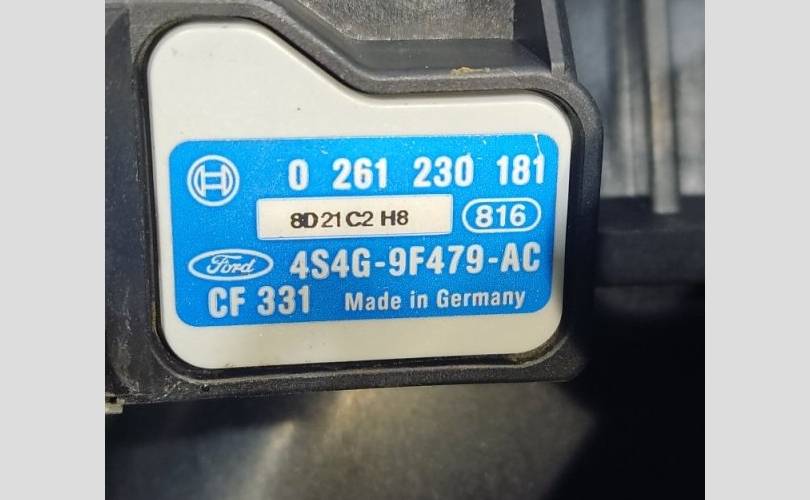 0 261 230 181
8D21C2 H8 816
Ford 4S4G-9F479-AC
CF 331 Made in Germany